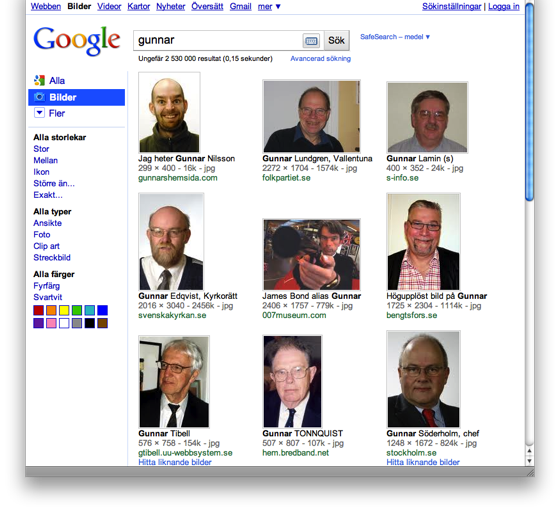 Webben Bilder Videor Kartor Nyheter Översätt Gmail mer ▼ Sökinställningar | Logga in
Google gunnar Sök SafeSearch – medel ▼
Ungefär 2 530 000 resultat (0,15 sekunder) Avancerad sökning
Alla
Bilder
Fler
Alla storlekar
Stor
Mellan
Ikon
Större än...
Exakt...
Alla typer
Ansikte
Foto
Clip art
Streckbild
Alla färger
Fyrfärg
Svartvit
Jag heter Gunnar Nilsson
299 × 400 - 16k - jpg
gunnarshemsida.com
Gunnar Lundgren, Vallentuna
2272 × 1704 - 1574k - jpg
folkpartiet.se
Gunnar Lamin (s)
400 × 352 - 24k - jpg
s-info.se
Gunnar Edqvist, Kyrkorätt
2016 × 3040 - 2456k - jpg
svenskakyrkan.se
James Bond alias Gunnar
2406 × 1757 - 779k - jpg
007museum.com
Högupplöst bild på Gunnar
1725 × 2304 - 1114k - jpg
bengtsfors.se
Gunnar Tibell
576 × 758 - 154k - jpg
gtibell.uu-webbsystem.se
Hitta liknande bilder
Gunnar TONNQUIST
507 × 807 - 107k - jpg
hem.bredband.net
Gunnar Söderholm, chef
1248 × 1672 - 824k - jpg
stockholm.se
Hitta liknande bilder